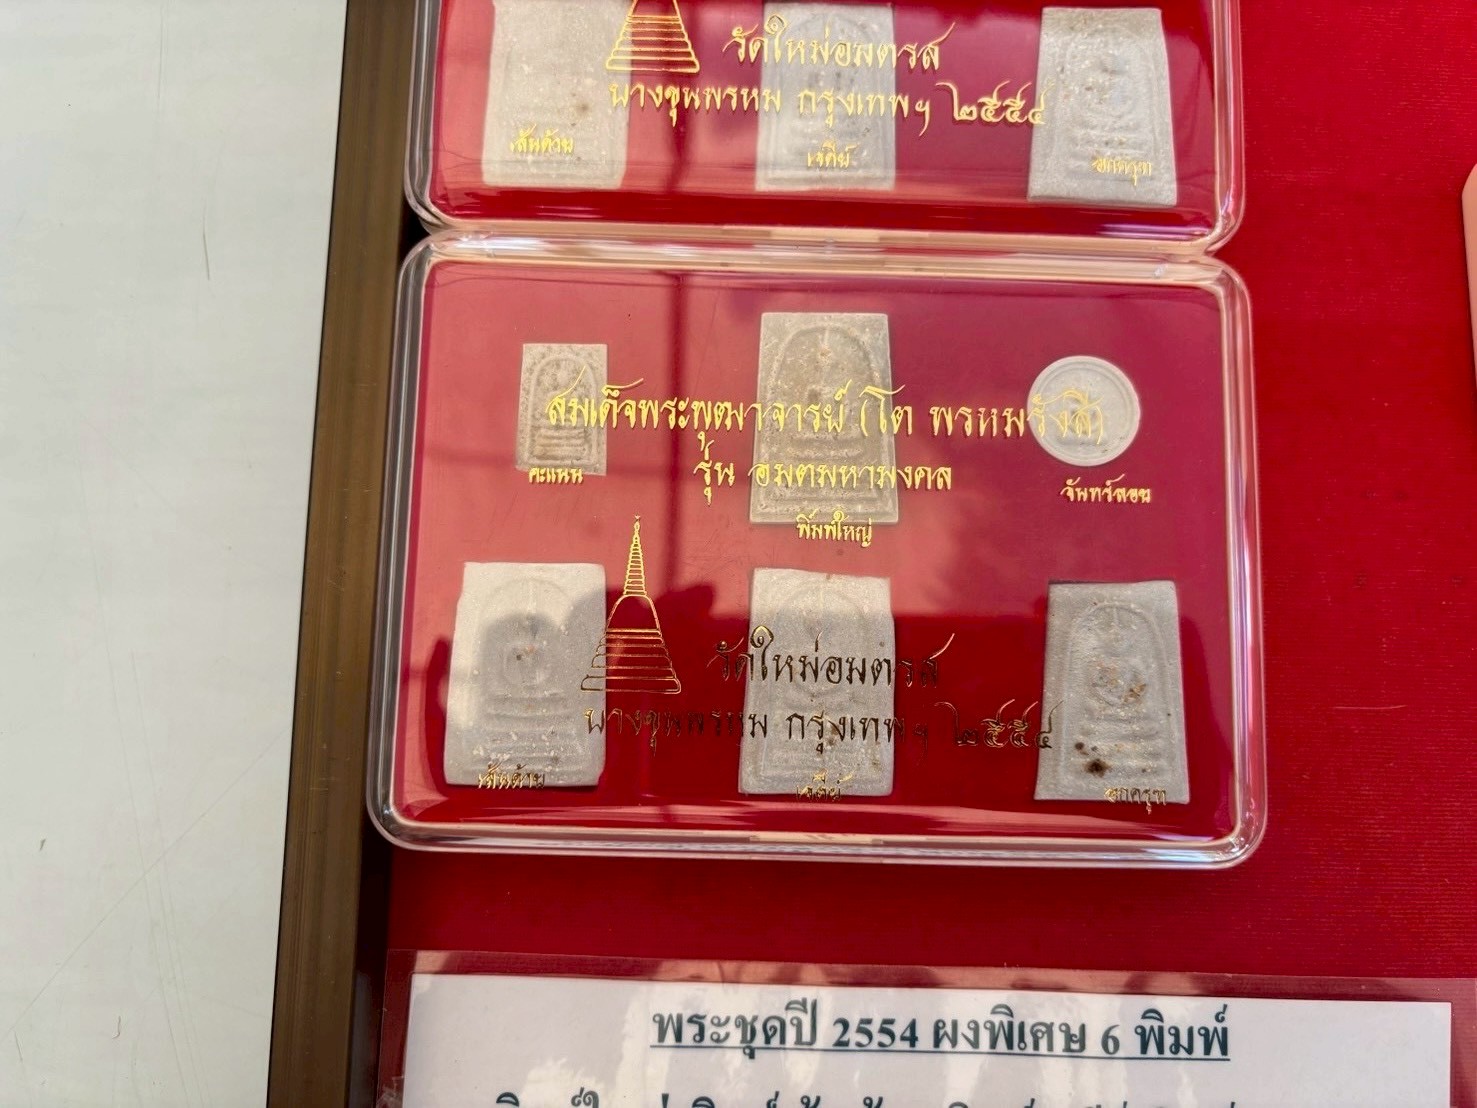 วัดใหม่อมตรส
บางขุนพรหม กรุงเทพฯ ๒๕๕๔
เส้นด้าย
เจดีย์
อกครุฑ
สมเด็จพระพุฒาจารย์ (โต พรหมรังสี)
รุ่น อมตมหามงคล
คะแนน
พิมพ์ใหญ่
จันทร์ลอย
วัดใหม่อมตรส
บางขุนพรหม กรุงเทพฯ ๒๕๕๔
เส้นด้าย
เจดีย์
อกครุฑ
พระชุดปี 2554 ผงพิเศษ 6 พิมพ์